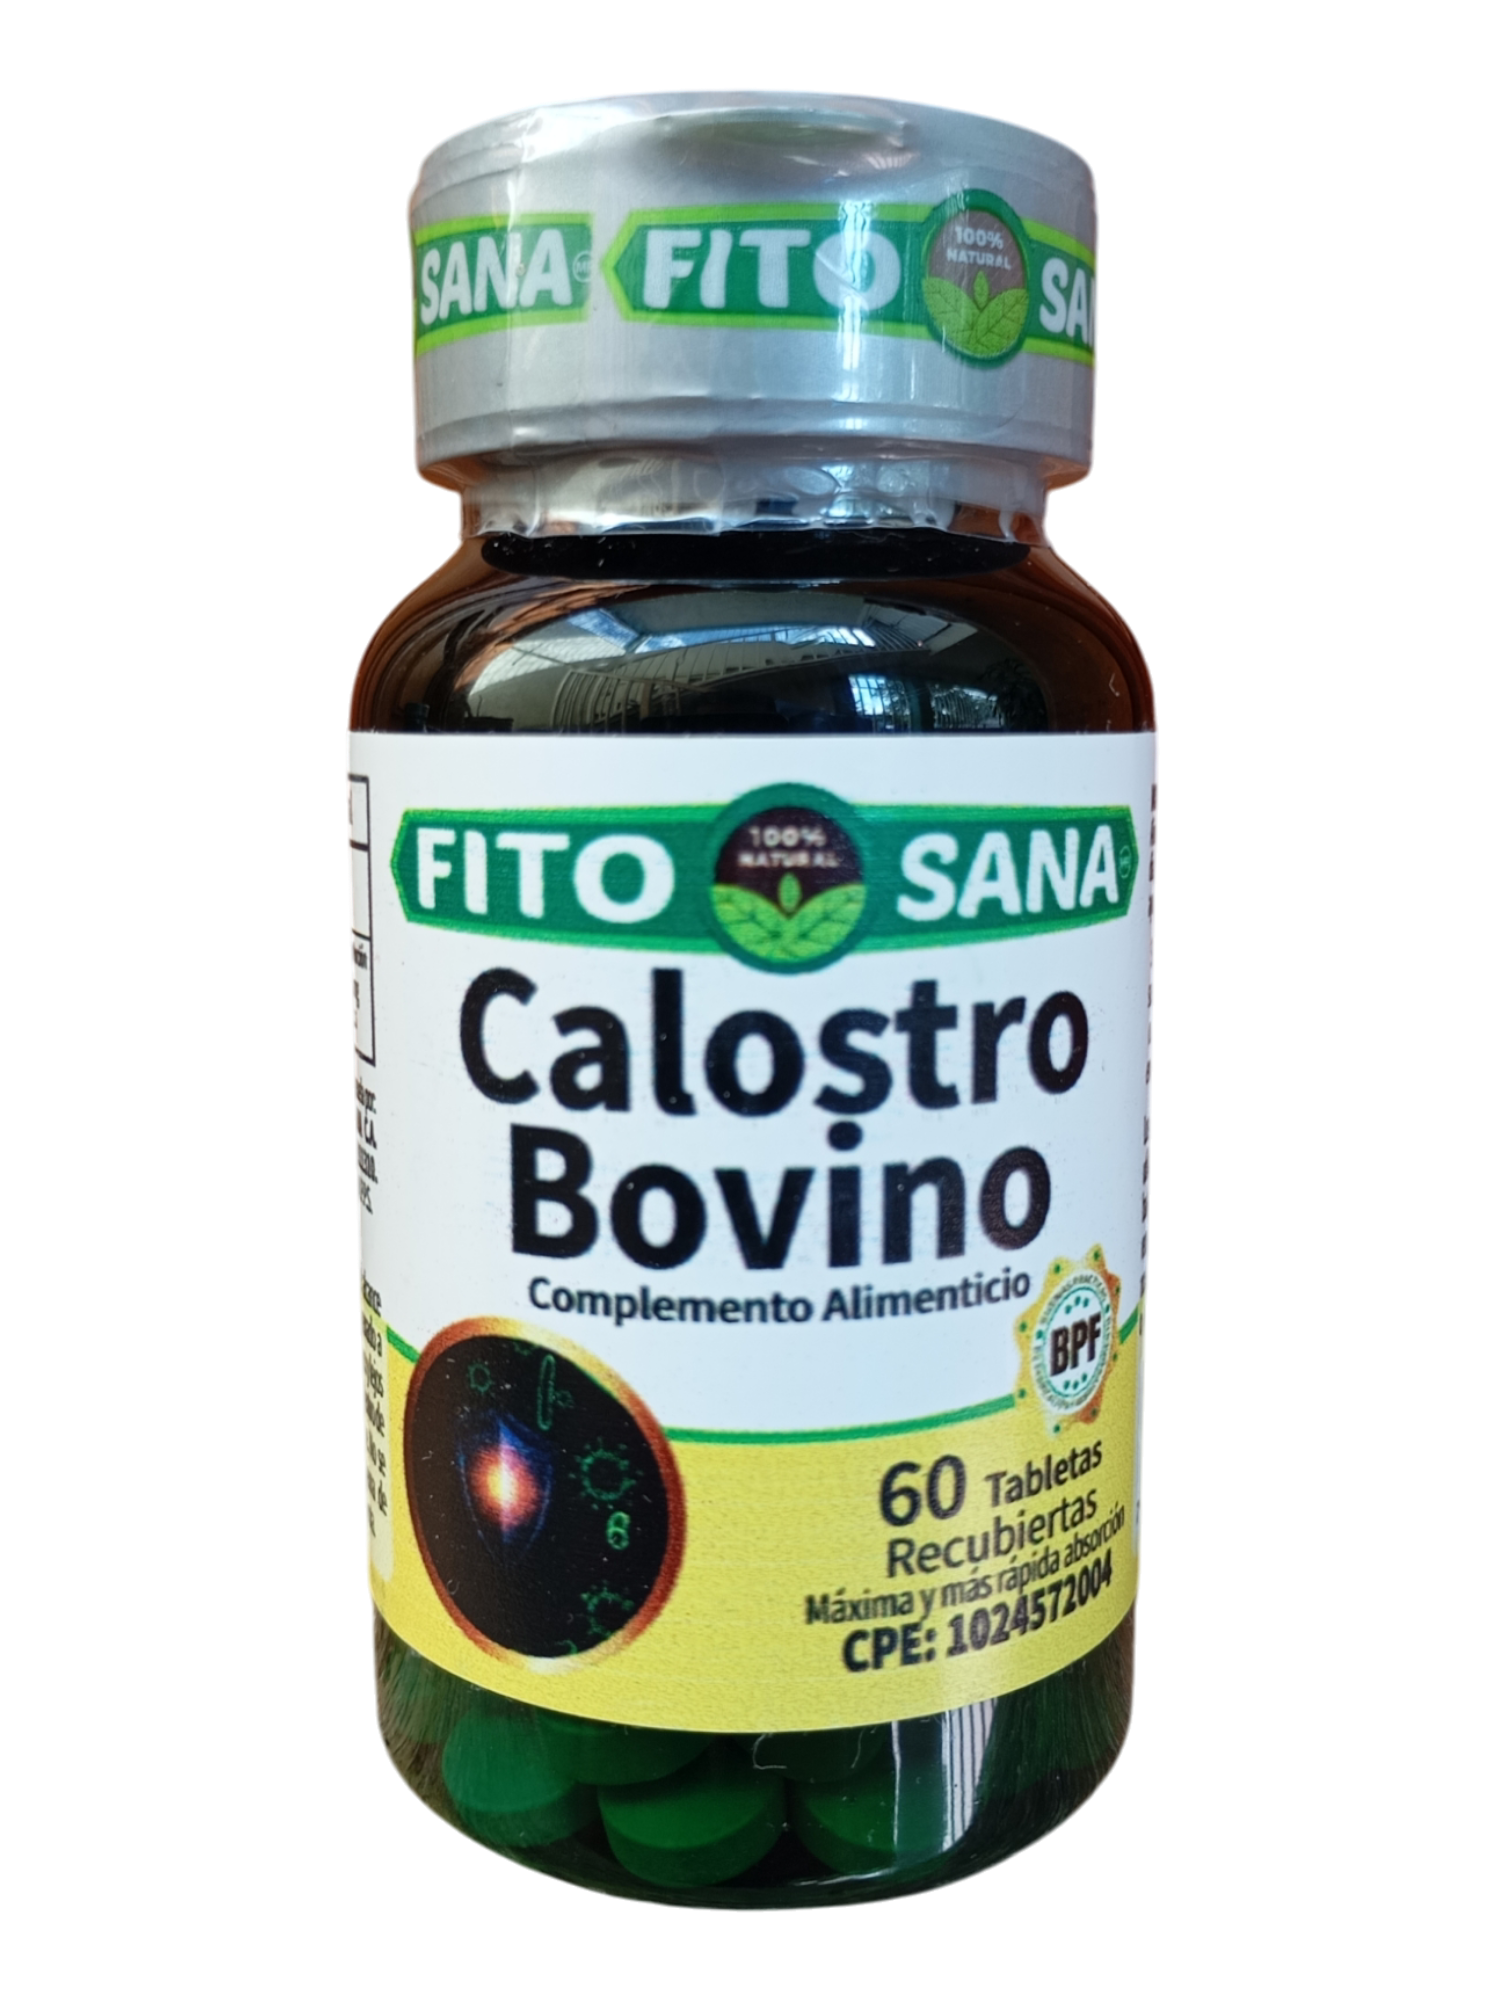 SANA FITO 100% NATURAL
FITO 100% NATURAL SANA
Calostro
Bovino
Complemento Alimenticio
BPF
60 Tabletas
Recubiertas
Máxima y más rápida absorción
CPE: 1024572004